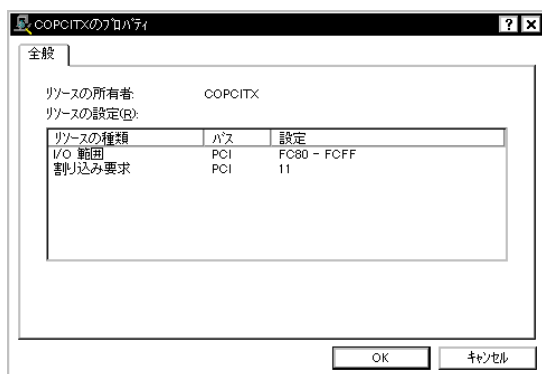 COPCITXのﾌﾟﾛﾊﾟﾃｨ
全般
ﾘｿｰｽの所有者: COPCITX
ﾘｿｰｽの設定(R):
ﾘｿｰｽの種類 ﾊﾞｽ 設定
I/O 範囲 PCI FC80 - FCFF
割り込み要求 PCI 11
OK ｷｬﾝｾﾙ